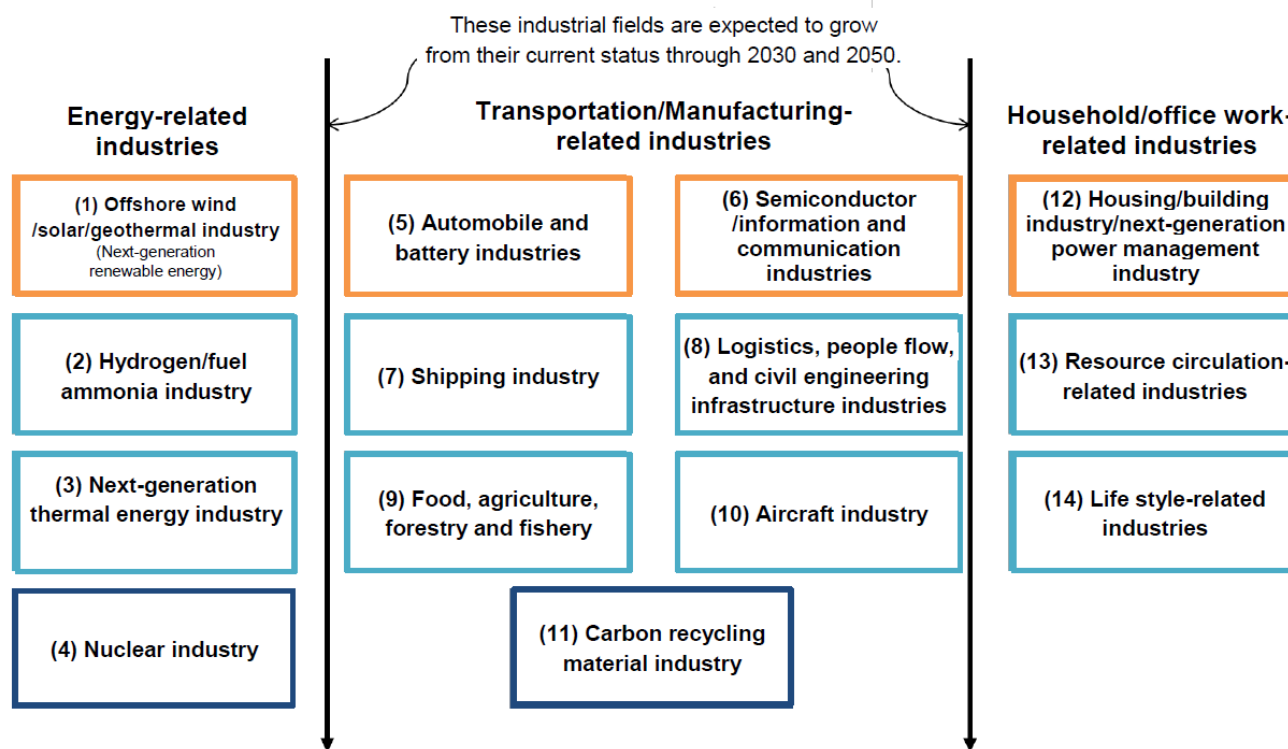 These industrial fields are expected to grow
from their current status through 2030 and 2050.
Energy-related
industries
Transportation/Manufacturing-
related industries
Household/office work-
related industries
(1) Offshore wind
/solar/geothermal industry
(Next-generation
renewable energy)
(5) Automobile and
battery industries
(6) Semiconductor
/information and
communication
industries
(12) Housing/building
industry/next-generation
power management
industry
(2) Hydrogen/fuel
ammonia industry
(7) Shipping industry
(8) Logistics, people flow,
and civil engineering
infrastructure industries
(13) Resource circulation-
related industries
(3) Next-generation
thermal energy industry
(9) Food, agriculture,
forestry and fishery
(10) Aircraft industry
(14) Life style-related
industries
(4) Nuclear industry
(11) Carbon recycling
material industry